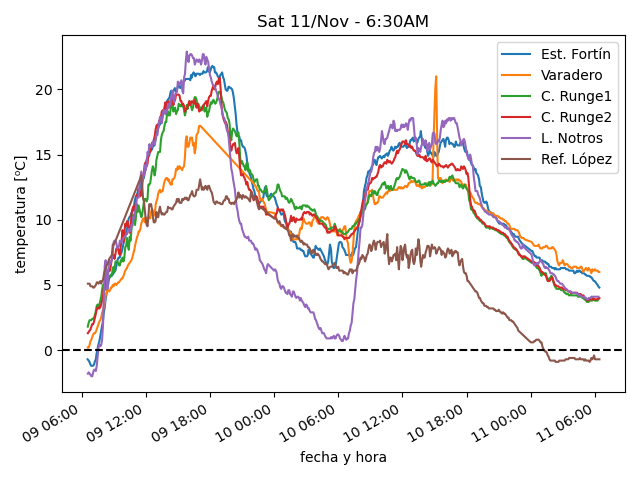 Sat 11/Nov - 6:30AM
Est. Fortín
Varadero
C. Runge1
C. Runge2
L. Notros
Ref. López
temperatura [ºC]
20
15
10
5
0
09 06:00
09 12:00
09 18:00
10 00:00
10 06:00
10 12:00
10 18:00
11 00:00
11 06:00
fecha y hora